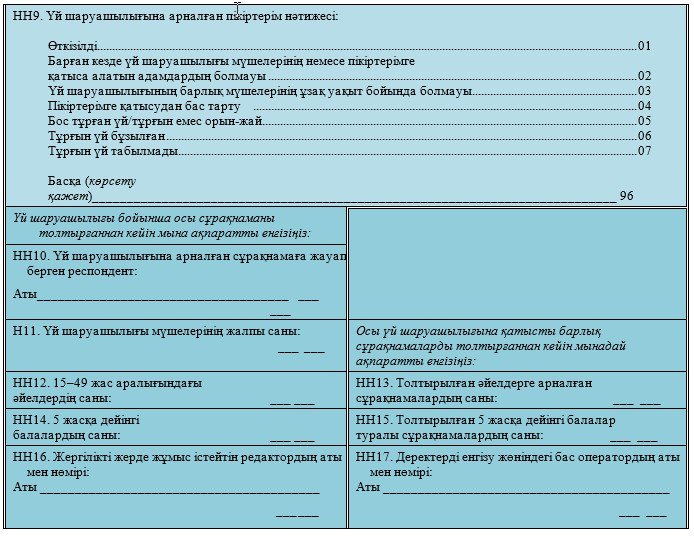 HH9. Үй шаруашылығына арналған пікіртерім нәтижесі:
Өткізілді.......................................................01
Барған кезде үй шаруашылығы мүшелерінің немесе пікіртерімге
қатыса алатын адамдардың болмауы.......................................................02
Үй шаруашылығының барлық мүшелерінің ұзақ уақыт бойында болмауы.......................................................03
Пікіртерімге қатысудан бас тарту .......................................................04
Бос тұрған үй/тұрғын емес орын-жай.......................................................05
Тұрғын үй бұзылған.......................................................06
Тұрғын үй табылмады.......................................................07
Басқа (көрсету
қажет)_______________________________________ 96
Үй шаруашылығы бойынша осы сұрақнаманы
толтырғаннан кейін мына ақпаратты енгізіңіз:
HH10. Үй шаруашылығына арналған сұрақнамаға жауап
берген респондент:
Аты____________________________________ ___
___
H11. Үй шаруашылығы мүшелерінің жалпы саны:
___ ___
Осы үй шаруашылығына қатысты барлық
сұрақнамаларды толтырғаннан кейін мынадай
ақпаратты енгізіңіз:
HH12. 15–49 жас аралығындағы
әйелдердің саны: ___ ___
HH13. Толтырылған әйелдерге арналған
сұрақнамалардың саны: ___ ___
HH14. 5 жасқа дейінгі
балалардың саны: ___ ___
HH15. Толтырылған 5 жасқа дейінгі балалар
туралы сұрақнамалардың саны: ___ ___
HH16. Жергілікті жерде жұмыс істейтін редактордың аты
мен нөмірі:
Аты ________________________________________
______
HH17. Деректерді енгізу жөніндегі бас оператордың аты
мен нөмірі:
Аты _________________________________________
___ ___